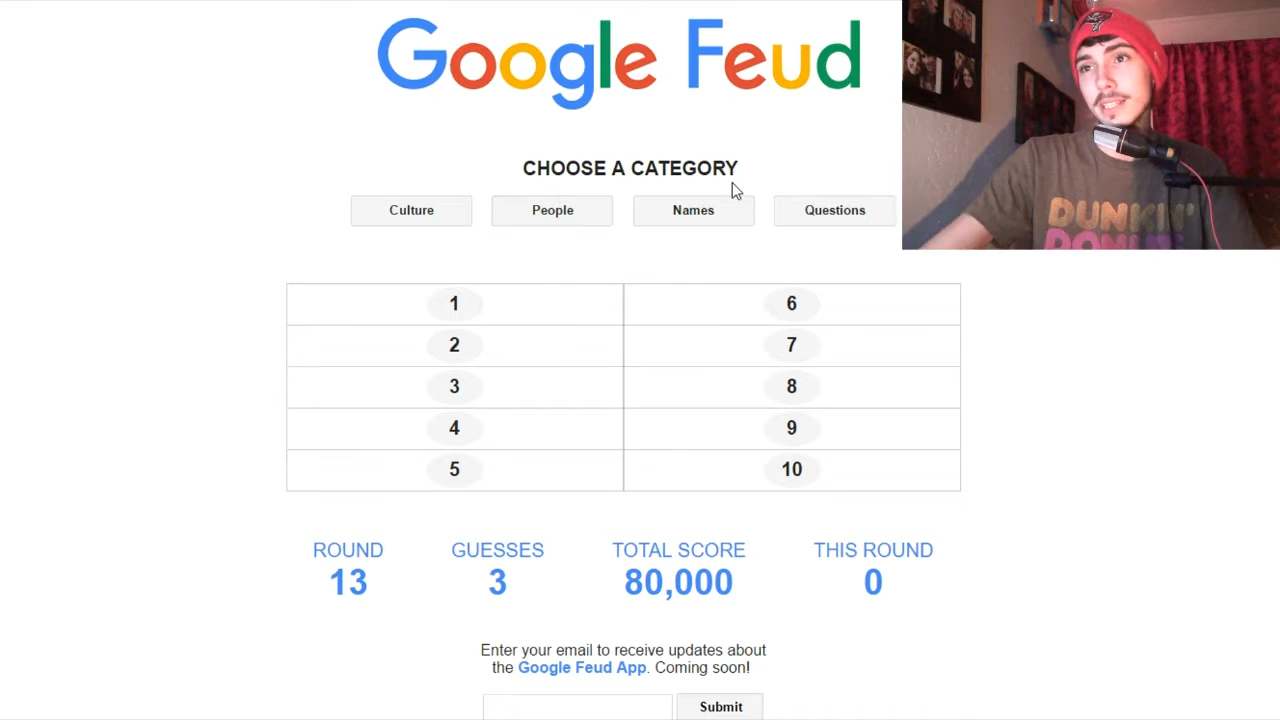 Google Feud
CHOOSE A CATEGORY
Culture People Names Questions
1 6
2 7
3 8
4 9
5 10
ROUND GUESSES TOTAL SCORE THIS ROUND
13 3 80,000 0
Enter your email to receive updates about
the Google Feud App. Coming soon!
Submit
DUNKIN'
DONUTS